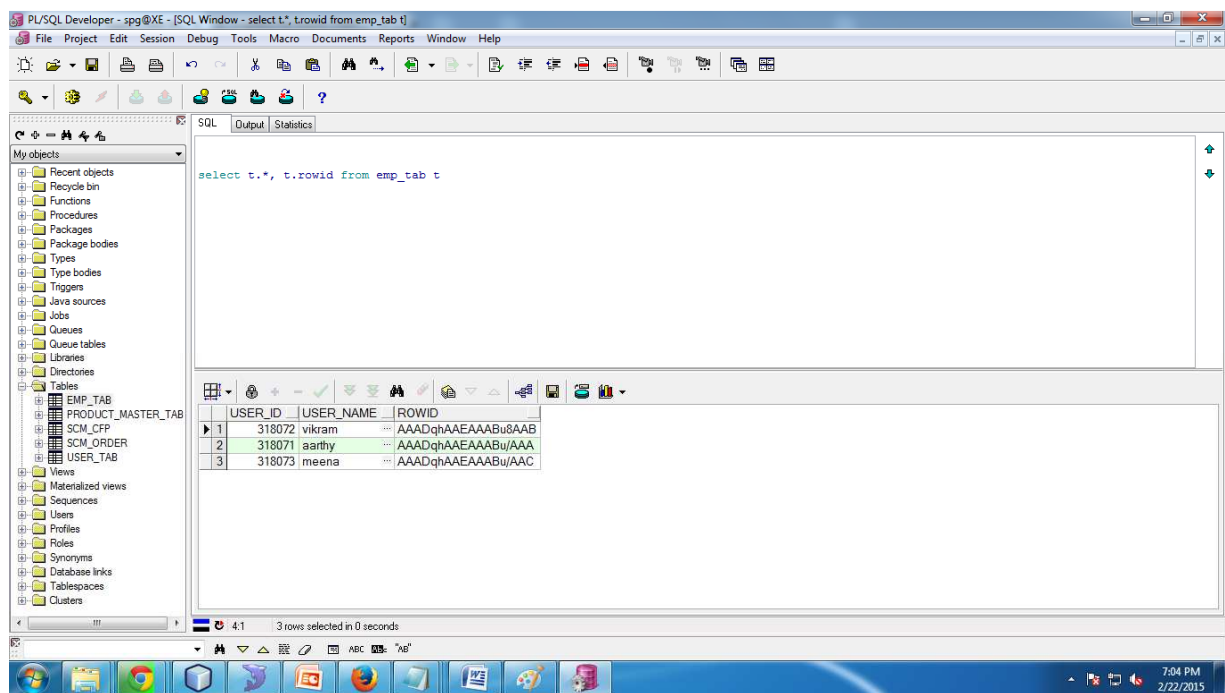 PL/SQL Developer - spg@XE - [SQL Window - select t.*, t.rowid from emp_tab t]
File Project Edit Session Debug Tools Macro Documents Reports Window Help
SQL Output Statistics
My objects
Recent objects
Recycle bin
Functions
Procedures
Packages
Package bodies
Types
Type bodies
Triggers
Java sources
Jobs
Queues
Queue tables
Libraries
Directories
Tables
EMP_TAB
PRODUCT_MASTER_TAB
SCM_CFP
SCM_ORDER
USER_TAB
Views
Materialized views
Sequences
Users
Profiles
Roles
Synonyms
Database links
Tablespaces
Clusters
select t.*, t.rowid from emp_tab t
USER_ID USER_NAME ROWID
1 318072 vikram ... AAADqhAAEAAABu8AAB
2 318071 aarthy ... AAADqhAAEAAABu/AAA
3 318073 meena ... AAADqhAAEAAABu/AAC
4:1 3 rows selected in 0 seconds
ABC "AB"
7:04 PM
2/22/2015